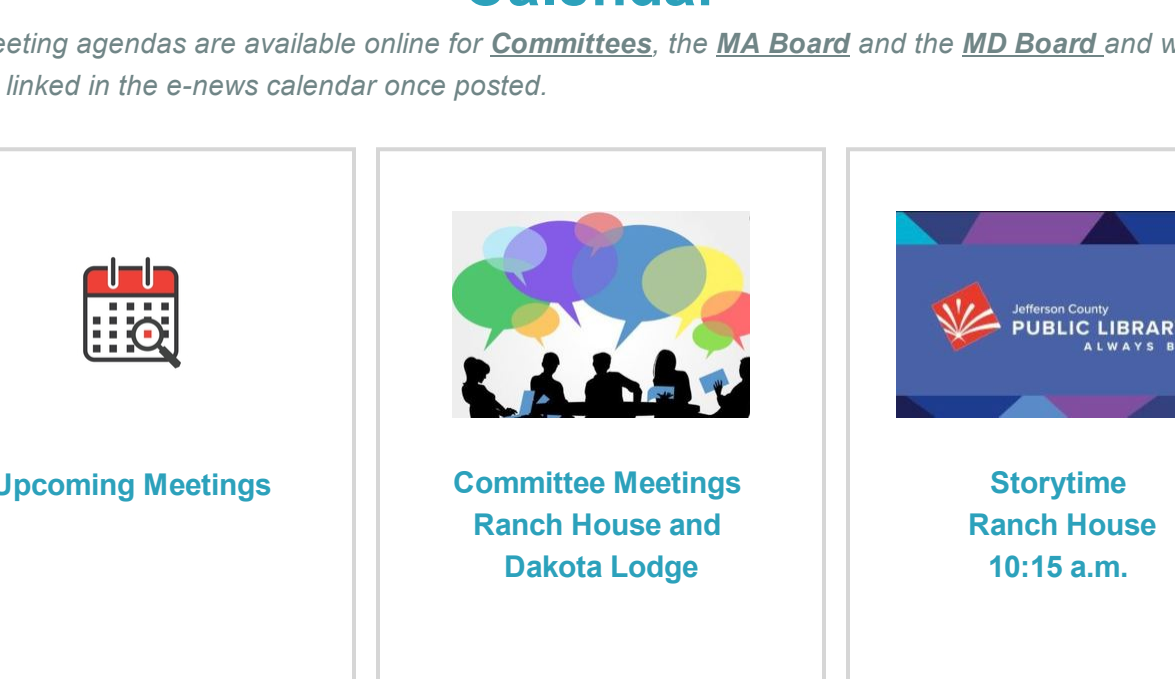 Calendar
eeting agendas are available online for Committees, the MA Board and the MD Board and w
linked in the e-news calendar once posted.
Upcoming Meetings
Committee Meetings
Ranch House and
Dakota Lodge
Jefferson County
PUBLIC LIBRAR
ALWAYS B
Storytime
Ranch House
10:15 a.m.